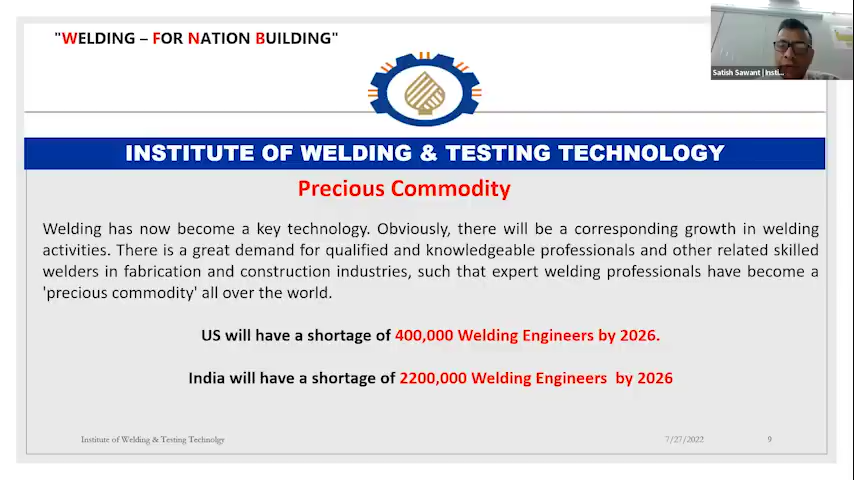 "WELDING – FOR NATION BUILDING"
Satish Sawant | Insti...
INSTITUTE OF WELDING & TESTING TECHNOLOGY
Precious Commodity
Welding has now become a key technology. Obviously, there will be a corresponding growth in welding
activities. There is a great demand for qualified and knowledgeable professionals and other related skilled
welders in fabrication and construction industries, such that expert welding professionals have become a
'precious commodity' all over the world.
US will have a shortage of 400,000 Welding Engineers by 2026.
India will have a shortage of 2200,000 Welding Engineers by 2026
Institute of Welding & Testing Technolgy
7/27/2022
9